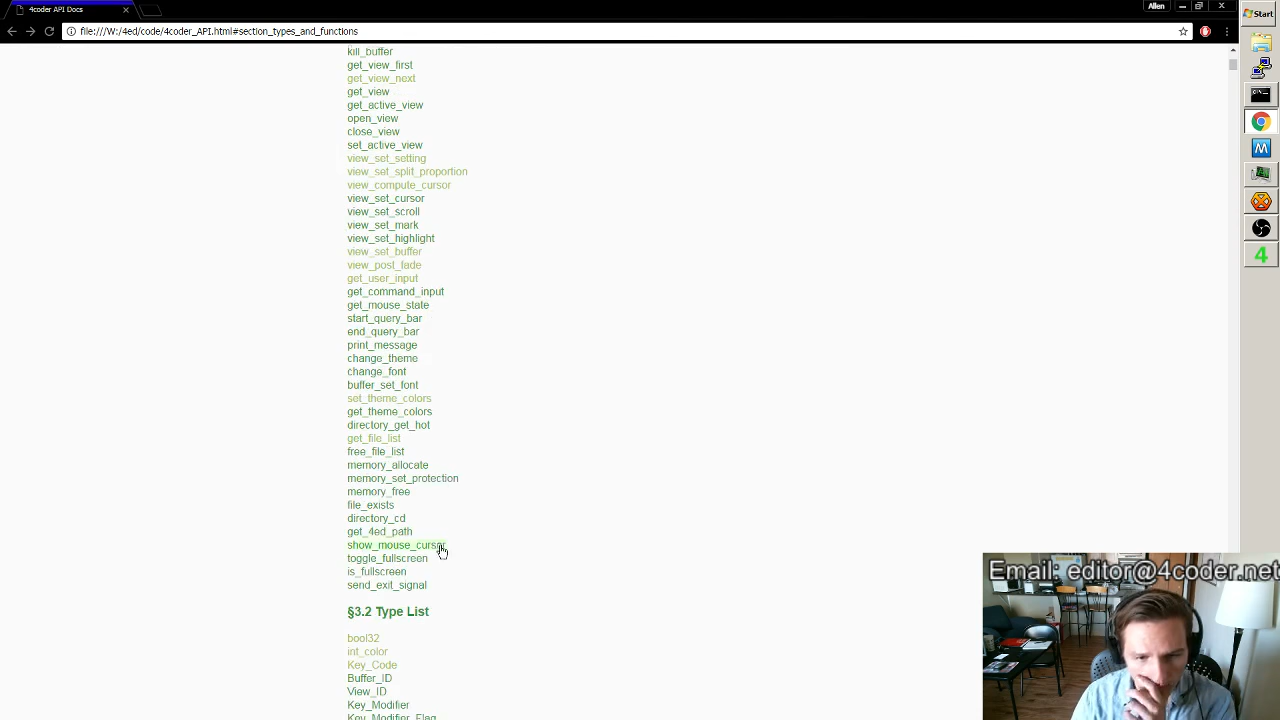 4coder API Docs
Allen
file:///W:/4ed/code/4coder_API.html#section_types_and_functions
Start
kill_buffer
get_view_first
get_view_next
get_view
get_active_view
open_view
close_view
set_active_view
view_set_setting
view_set_split_proportion
view_compute_cursor
view_set_cursor
view_set_scroll
view_set_mark
view_set_highlight
view_set_buffer
view_post_fade
get_user_input
get_command_input
get_mouse_state
start_query_bar
end_query_bar
print_message
change_theme
change_font
buffer_set_font
set_theme_colors
get_theme_colors
directory_get_hot
get_file_list
free_file_list
memory_allocate
memory_set_protection
memory_free
file_exists
directory_cd
get_4ed_path
show_mouse_cursor
toggle_fullscreen
is_fullscreen
send_exit_signal
§3.2 Type List
bool32
int_color
Key_Code
Buffer_ID
View_ID
Key_Modifier
Key_Modifier_Flag
Email: editor@4coder.net